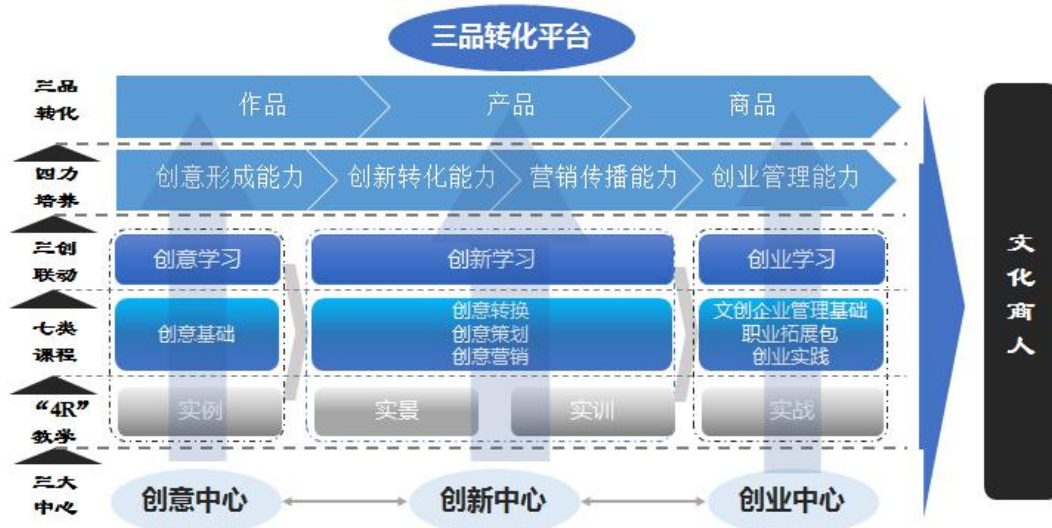 三品转化平台
三品
转化
作品
产品
商品
四力
培养
创意形成能力
创新转化能力
营销传播能力
创业管理能力
三创
联动
创意学习
创新学习
创业学习
七类
课程
创意基础
创意转换
创意策划
创意营销
文创企业管理基础
职业拓展包
创业实践
“4R”
教学
实例
实景
实训
实战
三大
中心
创意中心
创新中心
创业中心
文
化
商
人